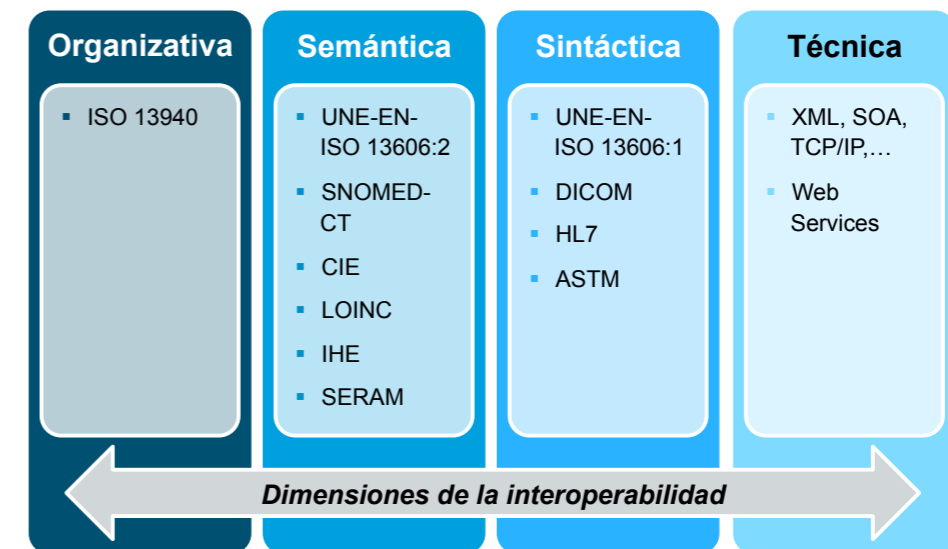 Organizativa
ISO 13940
Semántica
UNE-EN-
ISO 13606:2
SNOMED-
CT
CIE
LOINC
IHE
SERAM
Sintáctica
UNE-EN-
ISO 13606:1
DICOM
HL7
ASTM
Técnica
XML, SOA,
TCP/IP,…
Web
Services
Dimensiones de la interoperabilidad